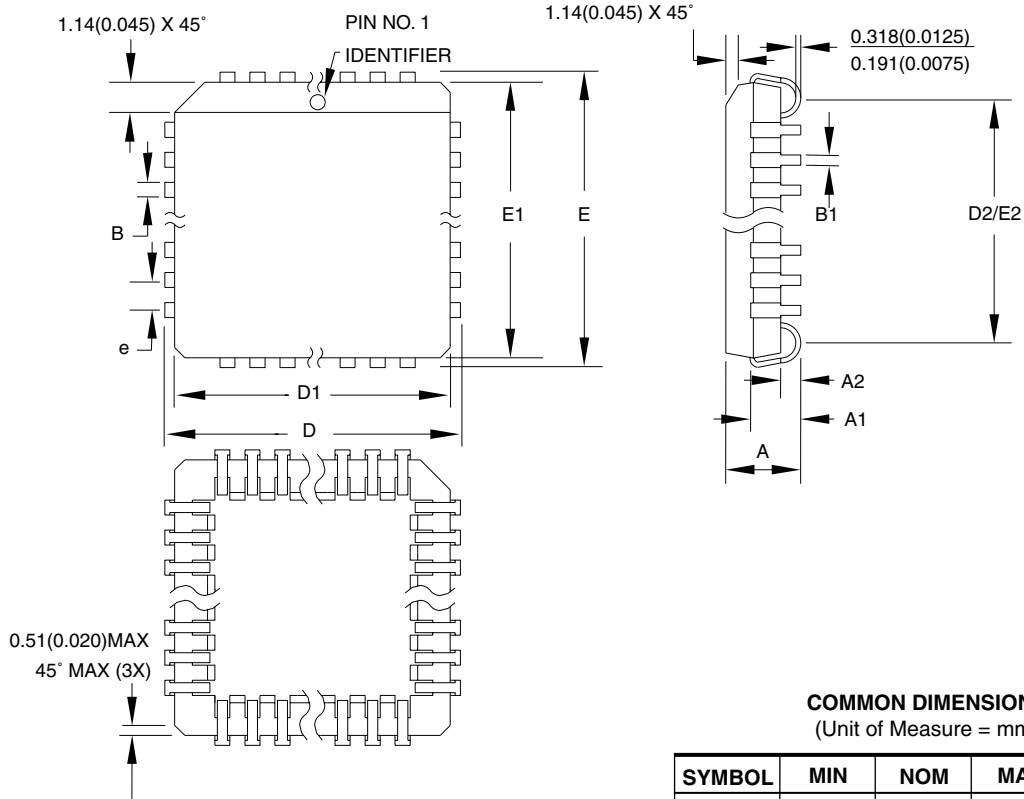 1.14(0.045) X 45˚
PIN NO. 1
IDENTIFIER
1.14(0.045) X 45˚
0.318(0.0125)
0.191(0.0075)
B
e
E1
E
B1
D2/E2
D1
D
A2
A1
A
0.51(0.020)MAX
45˚ MAX (3X)
COMMON DIMENSION
(Unit of Measure = mm
SYMBOL MIN NOM MA